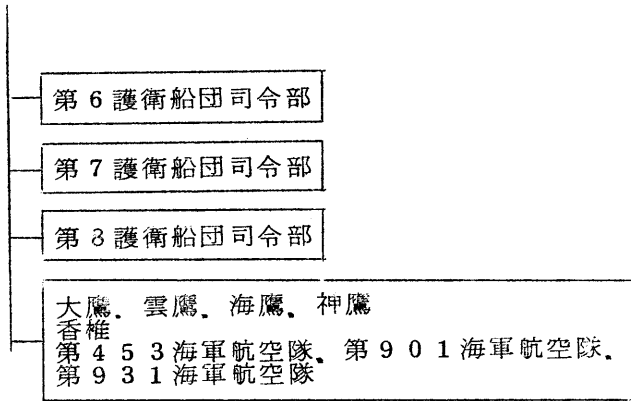 第６護衛船団司令部
第７護衛船団司令部
第８護衛船団司令部
大鷹．雲鷹．海鷹．神鷹
香椎
第４５３海軍航空隊．第９０１海軍航空隊．
第９３１海軍航空隊